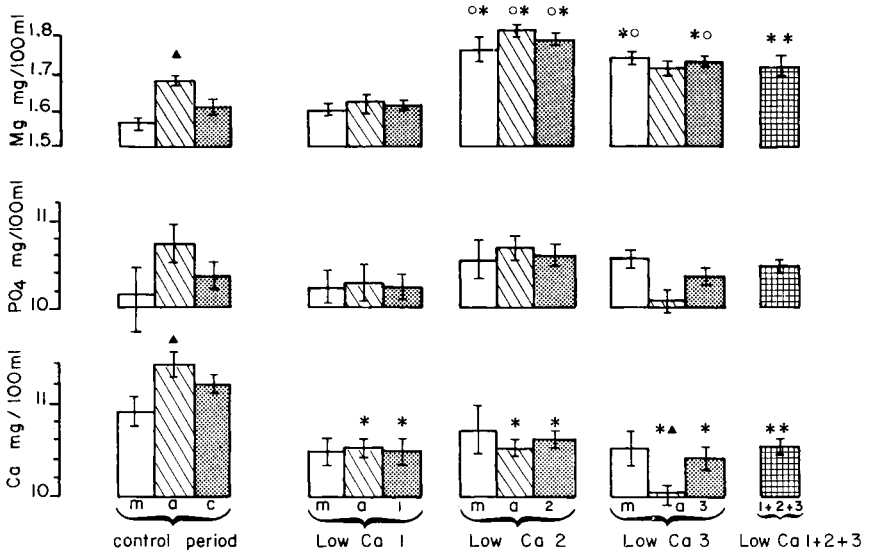 ○* ○* ○*
*○ *○ **
▲
Mg mg/100ml
1.8
1.7
1.6
1.5
PO4 mg/100ml
11
10
▲
Ca mg/100ml
11
10
* * * * *▲ * **
m a c m a 1 m a 2 m a 3 1+2+3
control period Low Ca 1 Low Ca 2 Low Ca 3 Low Ca 1+2+3